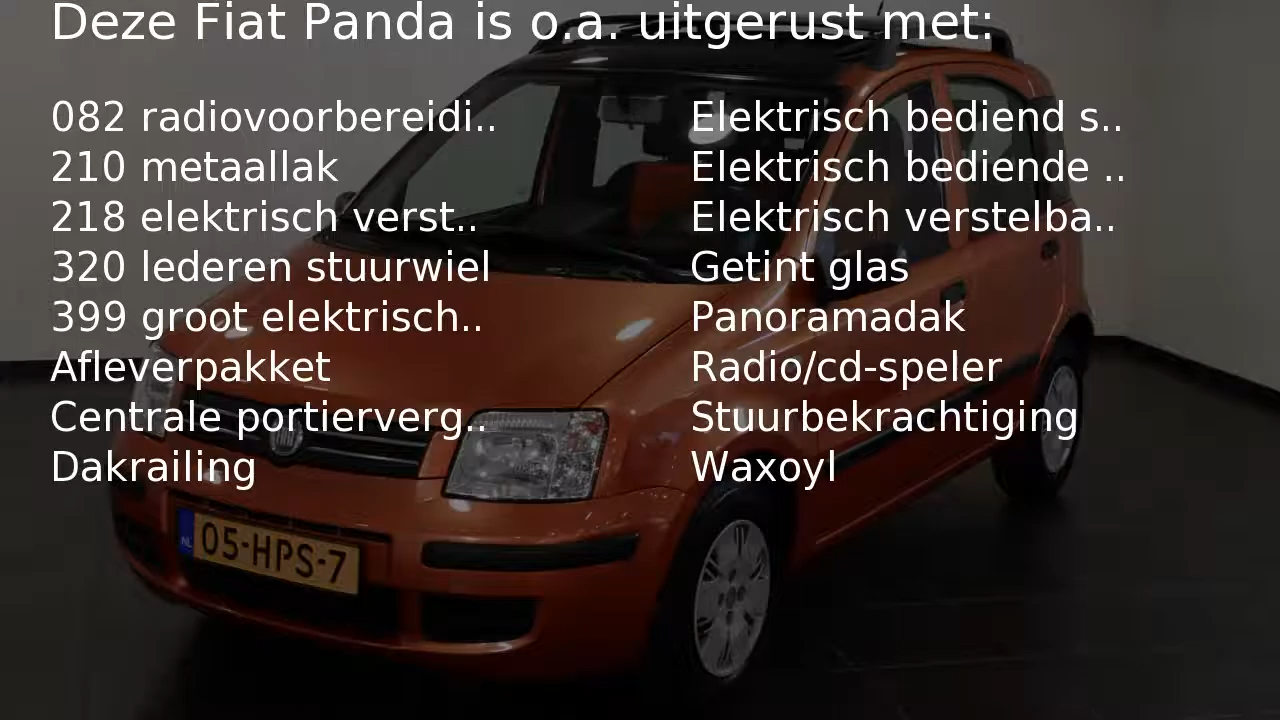 Deze Fiat Panda is o.a. uitgerust met:
082 radiovoorbereidi..
210 metaallak
218 elektrisch verst..
320 lederen stuurwiel
399 groot elektrisch..
Afleverpakket
Centrale portierverg..
Dakrailing
Elektrisch bediend s..
Elektrisch bediende ..
Elektrisch verstelba..
Getint glas
Panoramadak
Radio/cd-speler
Stuurbekrachtiging
Waxoyl
FIAT
NL 05-HPS-7